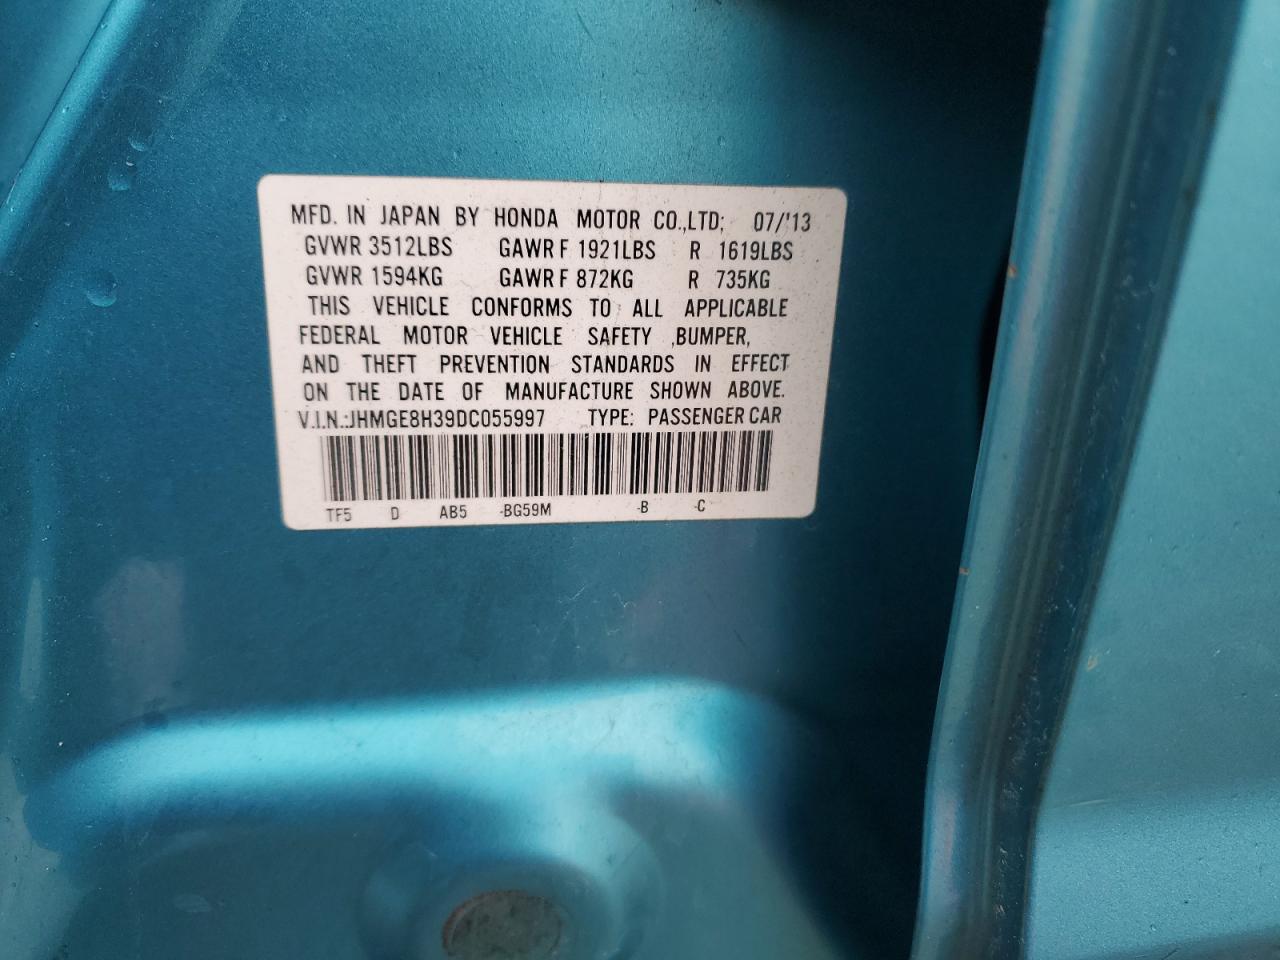 MFD. IN JAPAN BY HONDA MOTOR CO.,LTD; 07/'13
GVWR 3512LBS GAWR F 1921LBS R 1619LBS
GVWR 1594KG GAWR F 872KG R 735KG
THIS VEHICLE CONFORMS TO ALL APPLICABLE
FEDERAL MOTOR VEHICLE SAFETY ,BUMPER,
AND THEFT PREVENTION STANDARDS IN EFFECT
ON THE DATE OF MANUFACTURE SHOWN ABOVE.
V.I.N.:JHMGE8H39DC055997 TYPE: PASSENGER CAR
TF5 D AB5 -BG59M -B -C